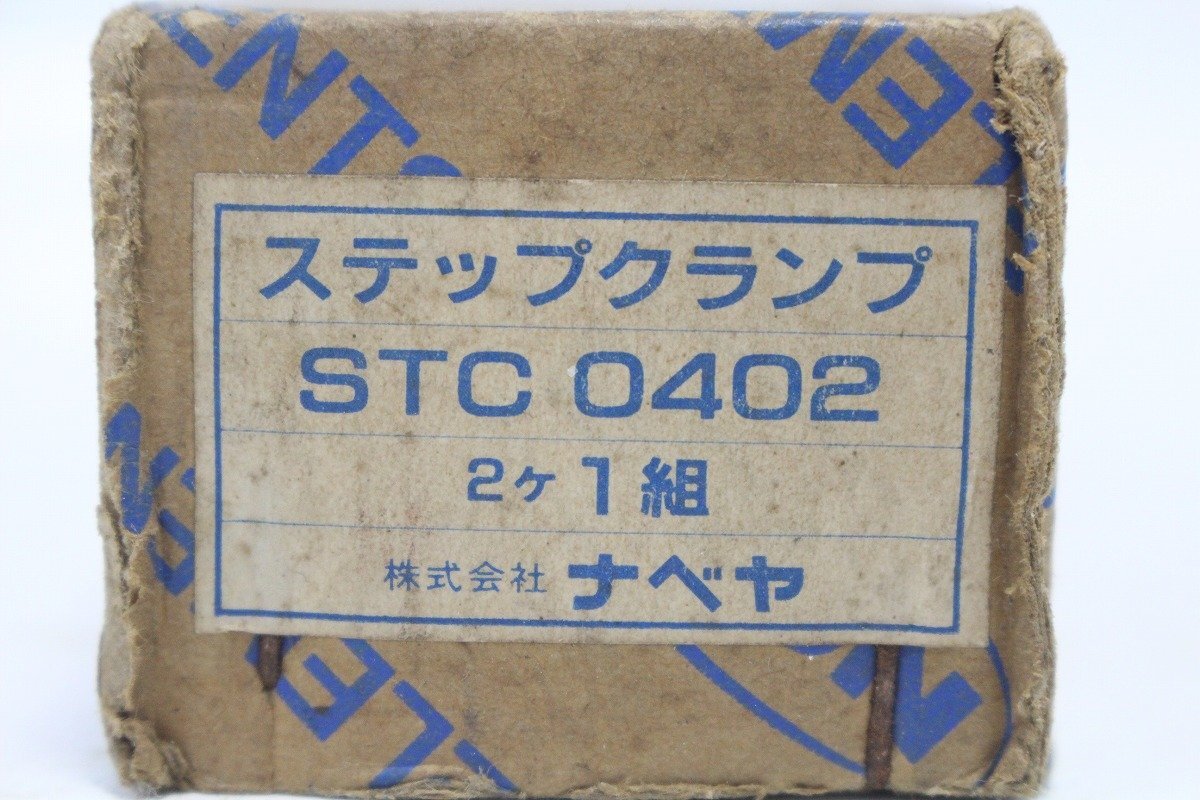 ステップクランプ
STC 0402
2ヶ1組
株式会社 ナベヤ